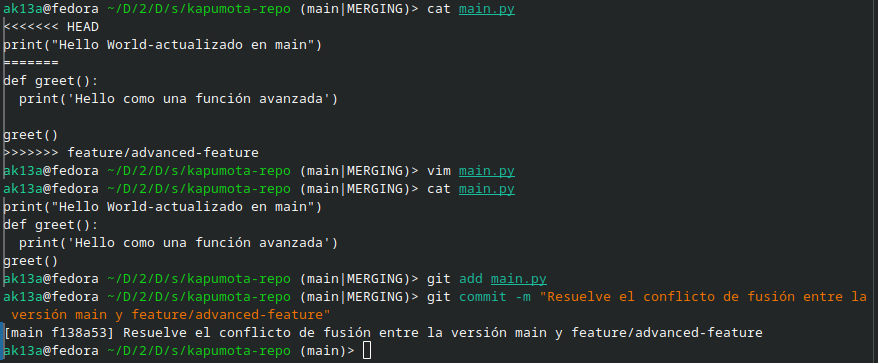 ak13a@fedora ~/D/2/D/s/kapumota-repo (main|MERGING)> cat main.py
<<<<<<< HEAD
print("Hello World-actualizado en main")
=======
def greet():
  print('Hello como una función avanzada')

greet()
>>>>>>> feature/advanced-feature
ak13a@fedora ~/D/2/D/s/kapumota-repo (main|MERGING)> vim main.py
ak13a@fedora ~/D/2/D/s/kapumota-repo (main|MERGING)> cat main.py
print("Hello World-actualizado en main")
def greet():
  print('Hello como una función avanzada')
greet()
ak13a@fedora ~/D/2/D/s/kapumota-repo (main|MERGING)> git add main.py
ak13a@fedora ~/D/2/D/s/kapumota-repo (main|MERGING)> git commit -m "Resuelve el conflicto de fusión entre la
 versión main y feature/advanced-feature"
[main f138a53] Resuelve el conflicto de fusión entre la versión main y feature/advanced-feature
ak13a@fedora ~/D/2/D/s/kapumota-repo (main)>